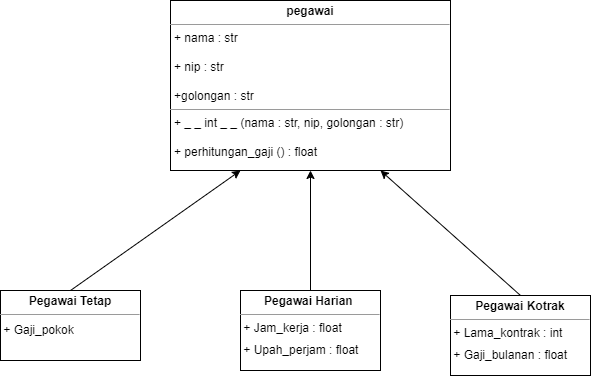 pegawai
+ nama : str
+ nip : str
+golongan : str
+ _ _ int _ _ (nama : str, nip, golongan : str)
+ perhitungan_gaji () : float
Pegawai Tetap
+ Gaji_pokok
Pegawai Harian
+ Jam_kerja : float
+ Upah_perjam : float
Pegawai Kotrak
+ Lama_kontrak : int
+ Gaji_bulanan : float